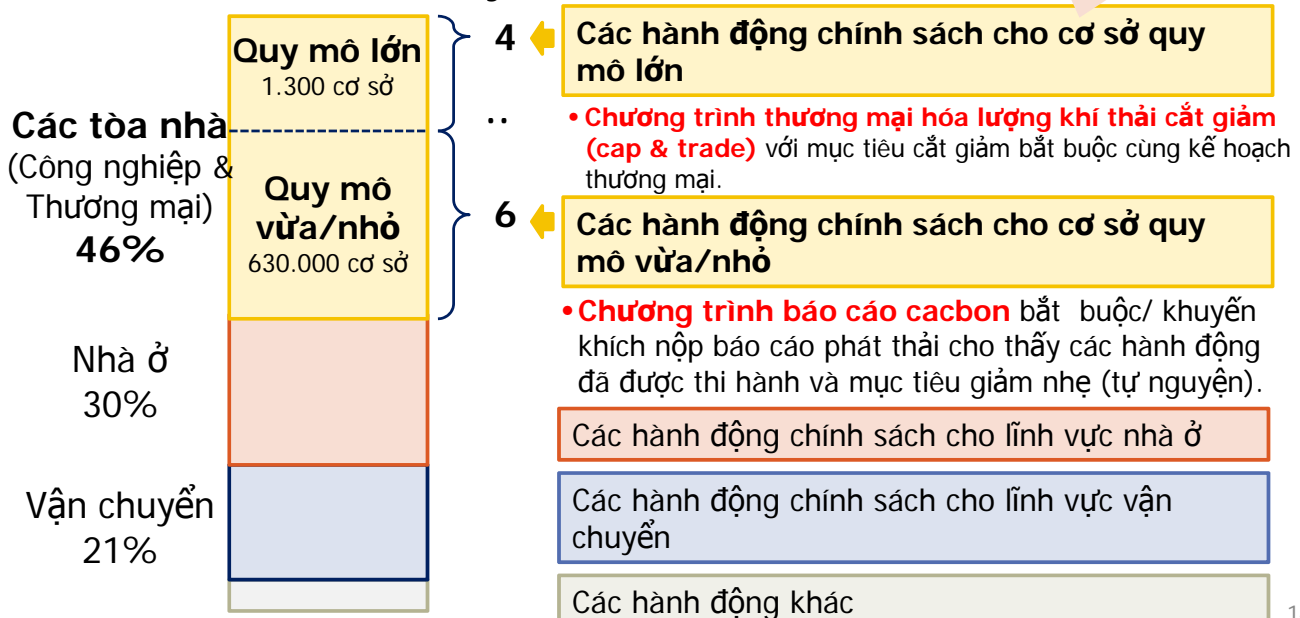 Quy mô lớn
1.300 cơ sở
4
Các hành động chính sách cho cơ sở quy
mô lớn
Các tòa nhà
(Công nghiệp &
Thương mại)
46%
..
• Chương trình thương mại hóa lượng khí thải cắt giảm
(cap & trade) với mục tiêu cắt giảm bắt buộc cùng kế hoạch
thương mại.
Quy mô
vừa/nhỏ
630.000 cơ sở
6
Các hành động chính sách cho cơ sở quy
mô vừa/nhỏ
• Chương trình báo cáo cacbon bắt buộc/ khuyến
khích nộp báo cáo phát thải cho thấy các hành động
đã được thi hành và mục tiêu giảm nhẹ (tự nguyện).
Nhà ở
30%
Các hành động chính sách cho lĩnh vực nhà ở
Vận chuyển
21%
Các hành động chính sách cho lĩnh vực vận
chuyển
Các hành động khác
1